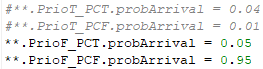 #**.PrioT_PCT.probArrival = 0.04
#**.PrioT_PCF.probArrival = 0.01
**.PrioF_PCT.probArrival = 0.05
**.PrioF_PCF.probArrival = 0.95